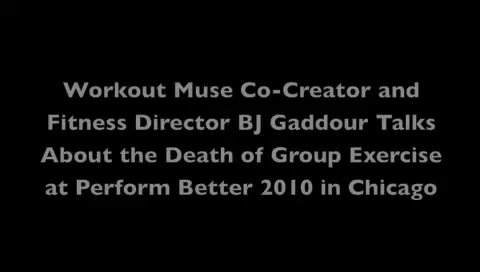 Workout Muse Co-Creator and
Fitness Director BJ Gaddour Talks
About the Death of Group Exercise
at Perform Better 2010 in Chicago